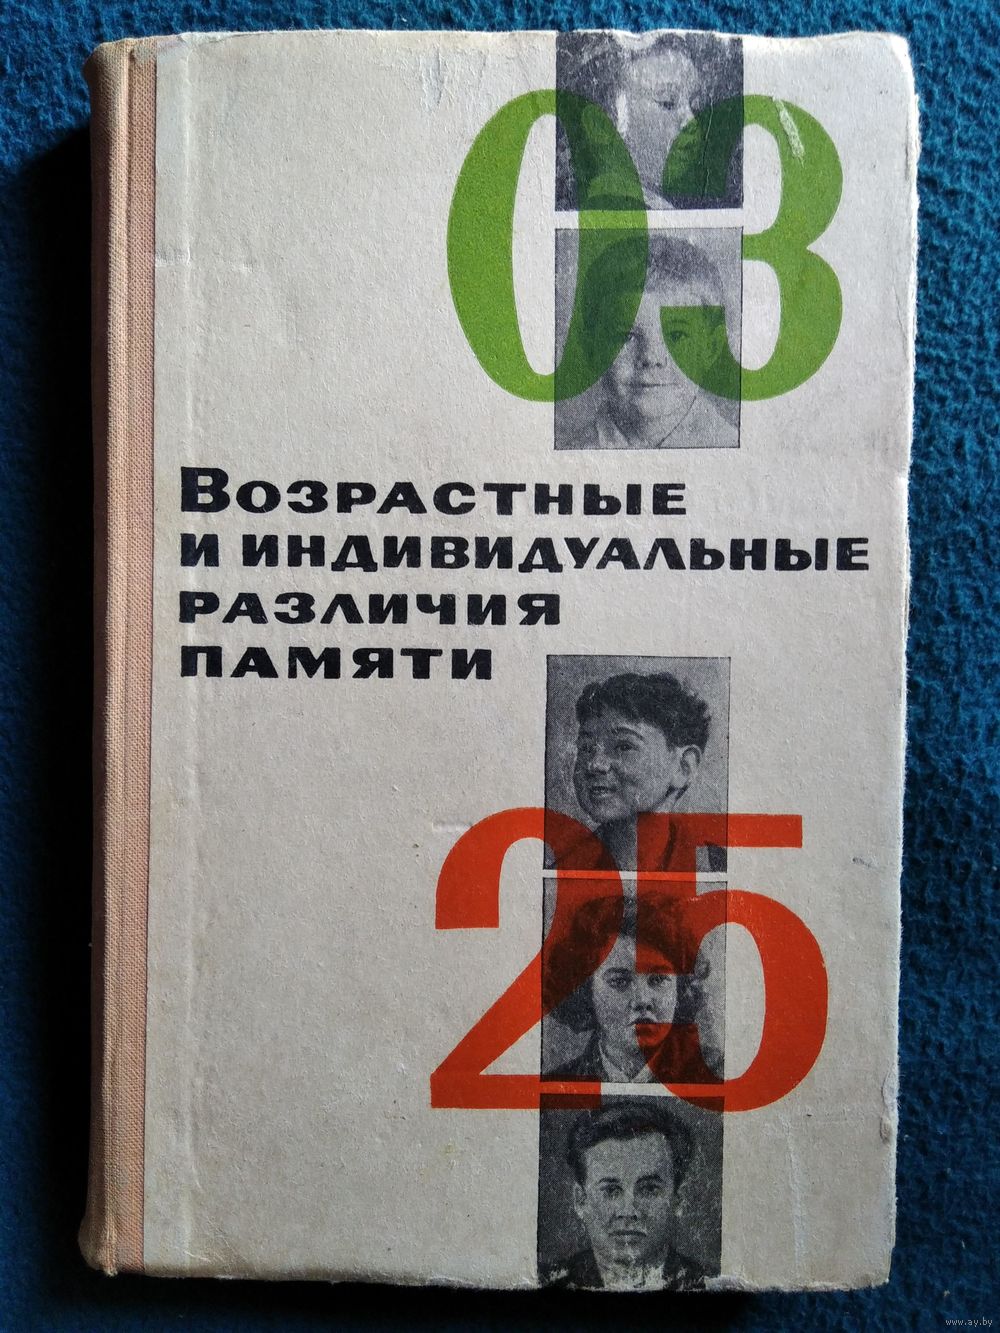 03
Возрастные
и индивидуальные
различия
памяти
25
www.ay.by